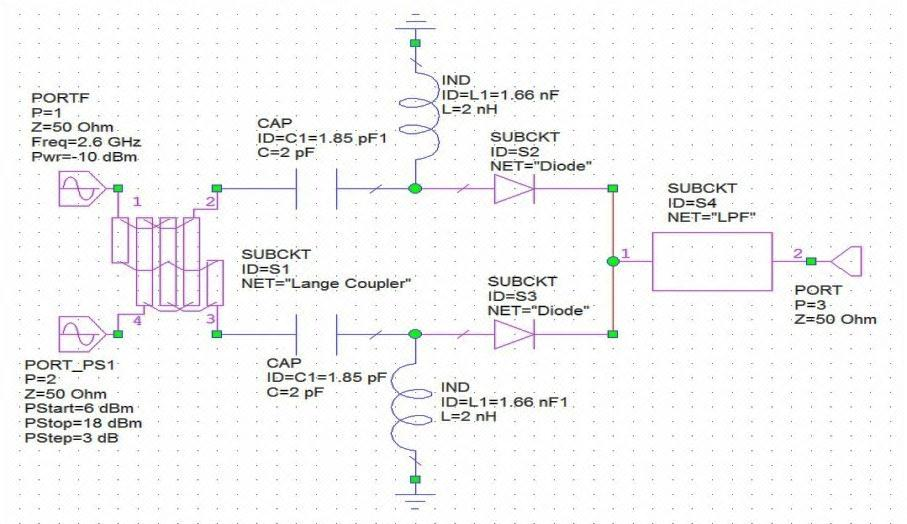 PORTF
P=1
Z=50 Ohm
Freq=2.6 GHz
Pwr=-10 dBm
CAP
ID=C1=1.85 pF1
C=2 pF
IND
ID=L1=1.66 nF
L=2 nH
SUBCKT
ID=S2
NET="Diode"
SUBCKT
ID=S4
NET="LPF"
1
2
1
2
SUBCKT
ID=S1
NET="Lange Coupler"
SUBCKT
ID=S3
NET="Diode"
PORT
P=3
Z=50 Ohm
4
3
PORT_PS1
P=2
Z=50 Ohm
PStart=6 dBm
PStop=18 dBm
PStep=3 dB
CAP
ID=C1=1.85 pF
C=2 pF
IND
ID=L1=1.66 nF1
L=2 nH